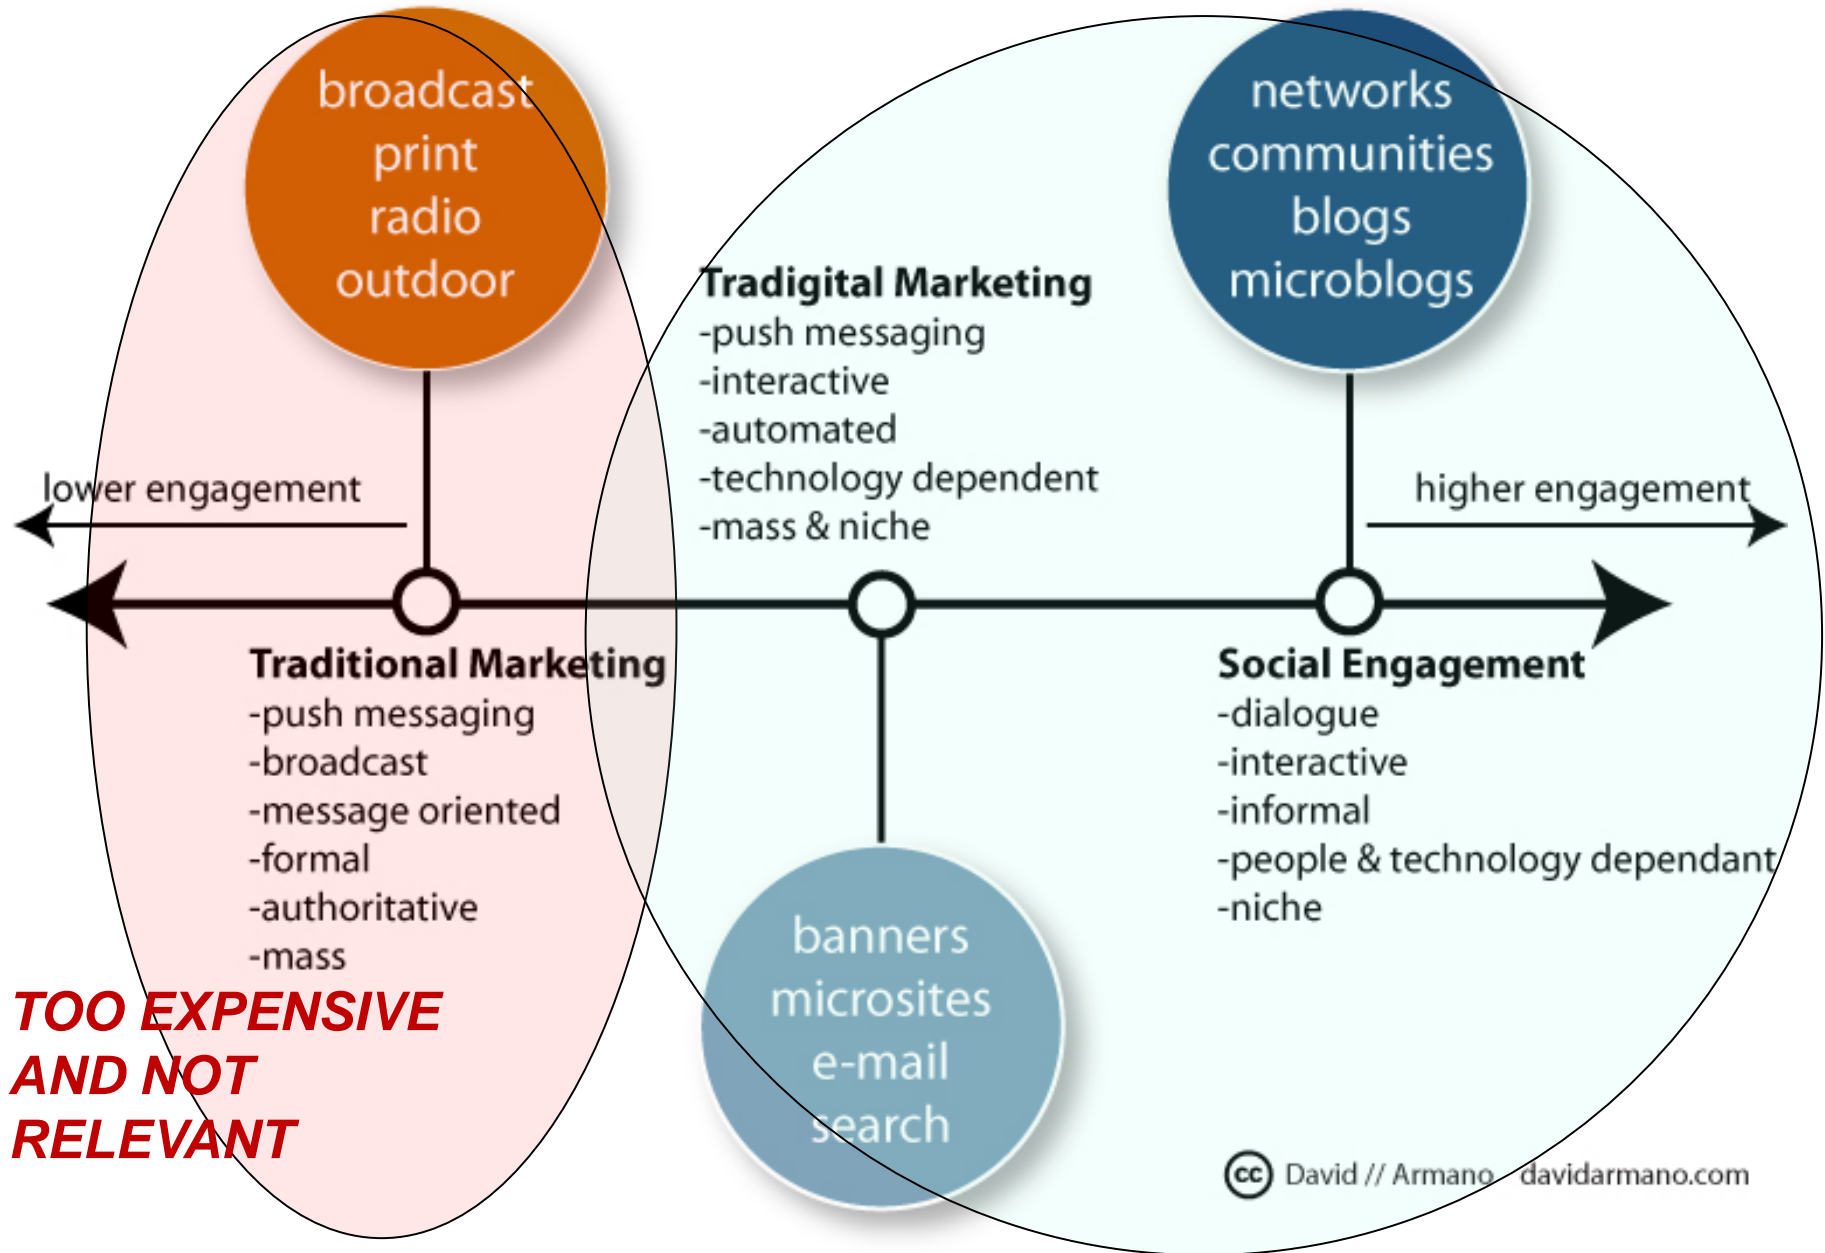 broadcast
print
radio
outdoor
networks
communities
blogs
microblogs
Tradigital Marketing
-push messaging
-interactive
-automated
-technology dependent
-mass & niche
lower engagement
higher engagement
Traditional Marketing
-push messaging
-broadcast
-message oriented
-formal
-authoritative
-mass
Social Engagement
-dialogue
-interactive
-informal
-people & technology dependant
-niche
TOO EXPENSIVE
AND NOT
RELEVANT
banners
microsites
e-mail
search
cc David // Armano davidarmano.com